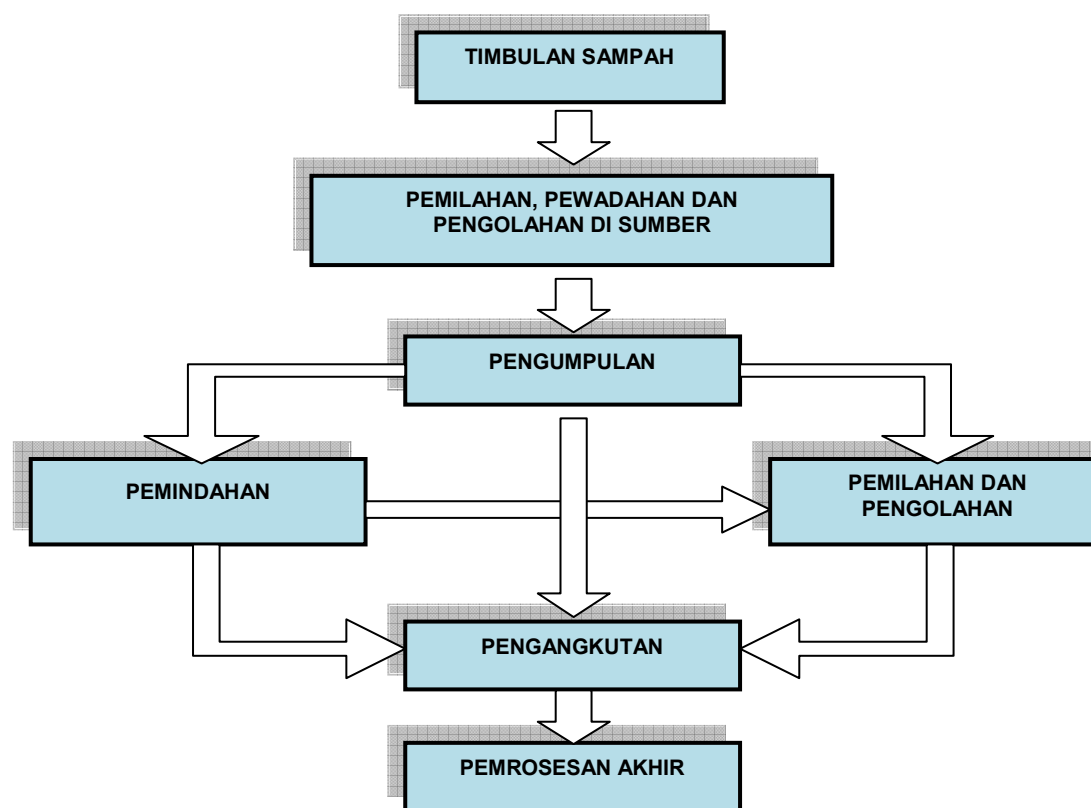 TIMBULAN SAMPAH
PEMILAHAN, PEWADAHAN DAN
PENGOLAHAN DI SUMBER
PENGUMPULAN
PEMINDAHAN
PEMILAHAN DAN
PENGOLAHAN
PENGANGKUTAN
PEMROSESAN AKHIR